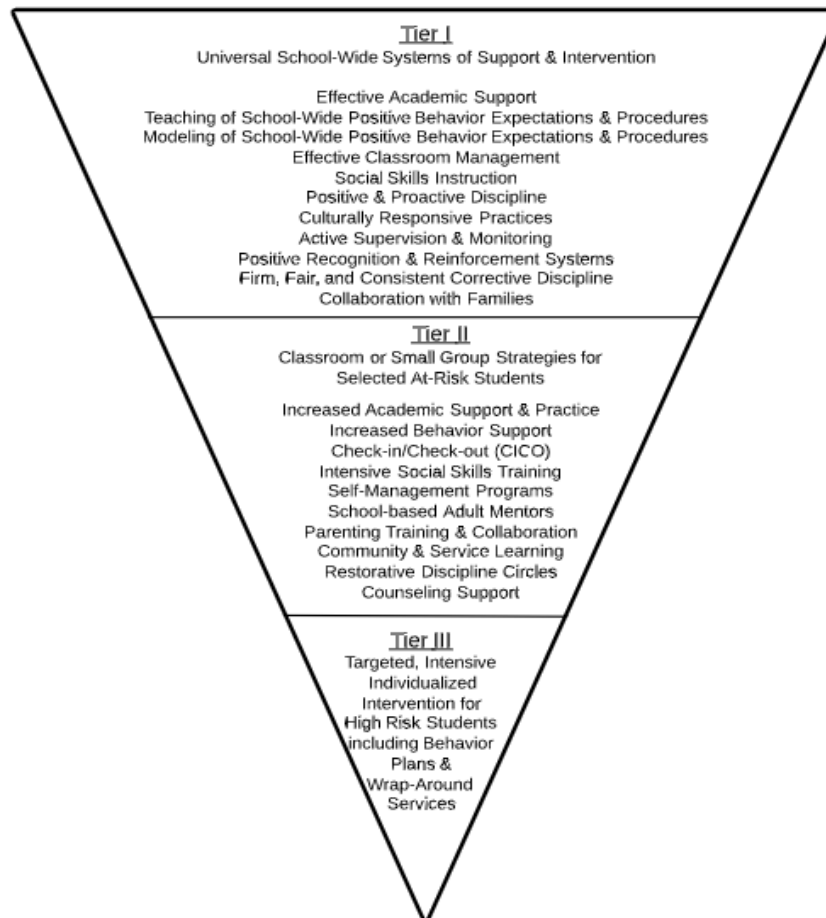 Tier I
Universal School-Wide Systems of Support & Intervention
Effective Academic Support
Teaching of School-Wide Positive Behavior Expectations & Procedures
Modeling of School-Wide Positive Behavior Expectations & Procedures
Effective Classroom Management
Social Skills Instruction
Positive & Proactive Discipline
Culturally Responsive Practices
Active Supervision & Monitoring
Positive Recognition & Reinforcement Systems
Firm, Fair, and Consistent Corrective Discipline
Collaboration with Families
Tier II
Classroom or Small Group Strategies for
Selected At-Risk Students
Increased Academic Support & Practice
Increased Behavior Support
Check-in/Check-out (CICO)
Intensive Social Skills Training
Self-Management Programs
School-based Adult Mentors
Parenting Training & Collaboration
Community & Service Learning
Restorative Discipline Circles
Counseling Support
Tier III
Targeted, Intensive
Individualized
Intervention for
High Risk Students
including Behavior
Plans &
Wrap-Around
Services